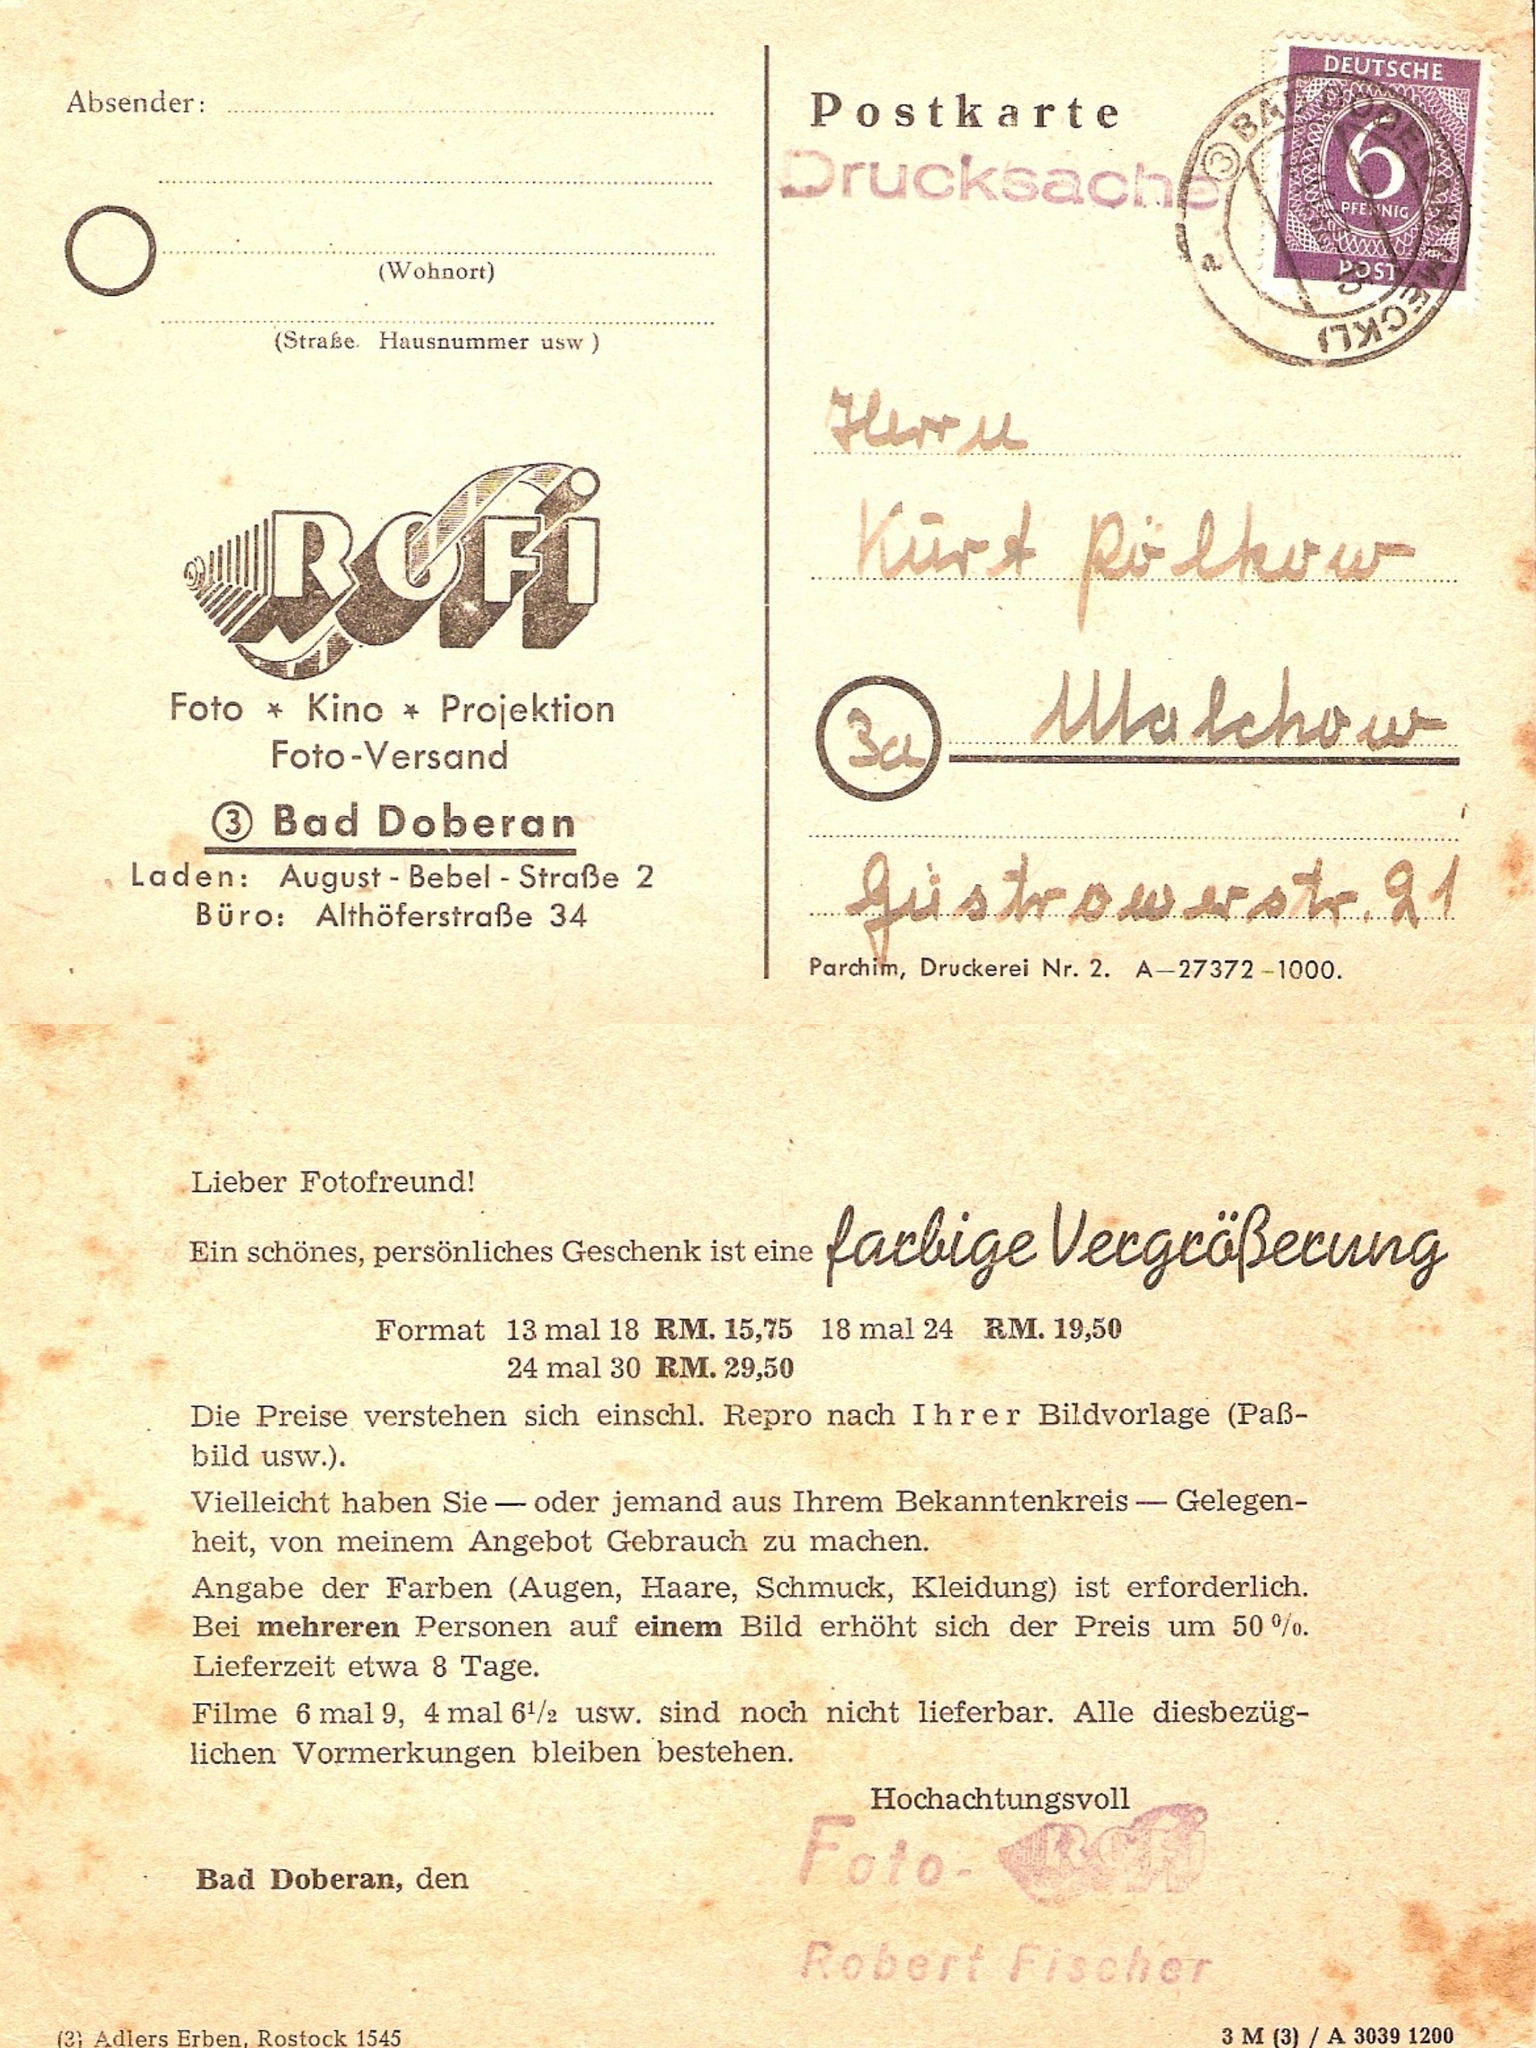 Absender:
(Wohnort)
(Straße. Hausnummer usw )
ROFI
Foto * Kino * Projektion
Foto-Versand
③ Bad Doberan
Laden: August - Bebel - Straße 2
Büro: Althöferstraße 34
Postkarte
Drucksache
DEUTSCHE
6
PFENNIG
POST
③ BAD DOBERAN (MECKL)
a
Herrn
Kurt Pölkow
3a Malchow
Güstrowerstr. 21
Parchim, Druckerei Nr. 2. A—27372 -1000.
Lieber Fotofreund!
Ein schönes, persönliches Geschenk ist eine farbige Vergrößerung
Format 13 mal 18 RM. 15,75 18 mal 24 RM. 19,50
24 mal 30 RM. 29,50
Die Preise verstehen sich einschl. Repro nach Ihrer Bildvorlage (Paß-
bild usw.).
Vielleicht haben Sie — oder jemand aus Ihrem Bekanntenkreis — Gelegen-
heit, von meinem Angebot Gebrauch zu machen.
Angabe der Farben (Augen, Haare, Schmuck, Kleidung) ist erforderlich.
Bei mehreren Personen auf einem Bild erhöht sich der Preis um 50 %.
Lieferzeit etwa 8 Tage.
Filme 6 mal 9, 4 mal 6½ usw. sind noch nicht lieferbar. Alle diesbezüg-
lichen Vormerkungen bleiben bestehen.
Hochachtungsvoll
Foto- ROFI
Bad Doberan, den
Robert Fischer
(3) Adlers Erben, Rostock 1545
3 M (3) / A 3039 1200